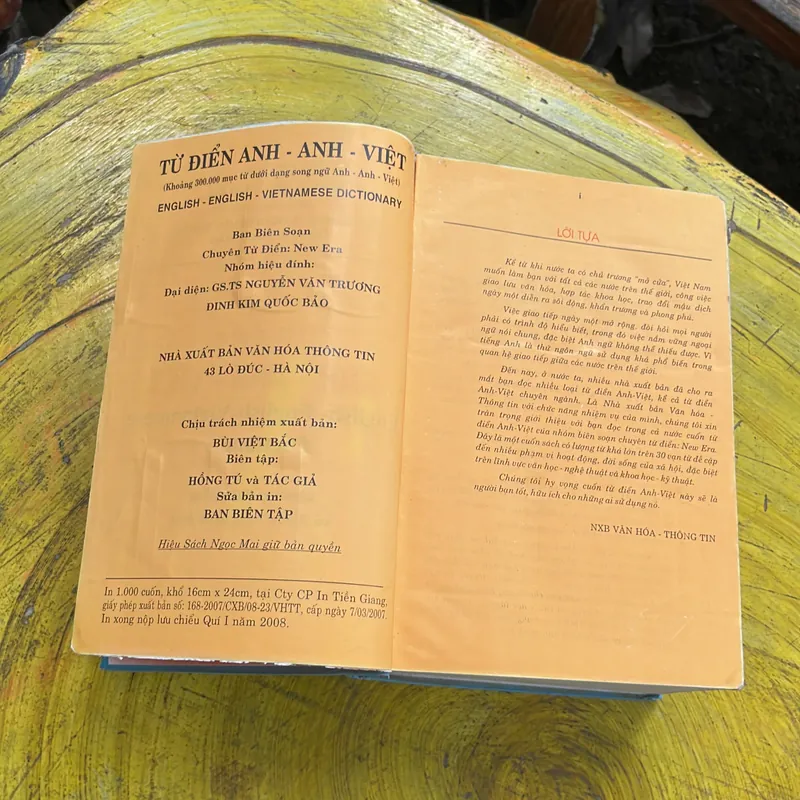 TỪ ĐIỂN ANH - ANH - VIỆT
(Khoảng 300.000 mục từ dưới dạng song ngữ Anh - Anh - Việt)
ENGLISH - ENGLISH - VIETNAMESE DICTIONARY
Ban Biên Soạn
Chuyên Từ Điển: New Era
Nhóm hiệu đính:
Đại diện: GS.TS NGUYỄN VĂN TRƯƠNG
ĐINH KIM QUỐC BẢO
NHÀ XUẤT BẢN VĂN HÓA THÔNG TIN
43 LÒ ĐÚC - HÀ NỘI
Chịu trách nhiệm xuất bản:
BÙI VIỆT BẮC
Biên tập:
HỒNG TÚ và TÁC GIẢ
Sửa bản in:
BAN BIÊN TẬP
Hiệu Sách Ngọc Mai giữ bản quyền
In 1.000 cuốn, khổ 16cm x 24cm, tại Cty CP In Tiền Giang,
giấy phép xuất bản số: 168-2007/CXB/08-23/VHTT, cấp ngày 7/03/2007.
In xong nộp lưu chiểu Quí I năm 2008.
i
LỜI TỰA
Kể từ khi nước ta có chủ trương "mở cửa", Việt Nam
muốn làm bạn với tất cả các nước trên thế giới, công việc
giao lưu văn hóa, hợp tác khoa học, trao đổi mậu dịch
ngày một diễn ra sôi động, khẩn trương và phong phú.
Việc giao tiếp ngày một mở rộng, đòi hỏi mọi người
phải có trình độ hiểu biết, trong đó việc nắm vững ngoại
ngữ nói chung, đặc biệt Anh ngữ không thể thiếu được. Vì
tiếng Anh là thứ ngôn ngữ sử dụng khá phổ biến trong
quan hệ giao tiếp giữa các nước trên thế giới.
Đến nay, ở nước ta, nhiều nhà xuất bản đã cho ra
mắt bạn đọc nhiều loại từ điển Anh-Việt, kể cả từ điển
Anh-Việt chuyên ngành, Là Nhà xuất bản Văn hóa -
Thông tin với chức năng nhiệm vụ của mình, chúng tôi xin
trân trọng giới thiệu với bạn đọc trong cả nước cuốn từ
điển Anh-Việt của nhóm biên soạn chuyên từ điển: New Era.
Đây là một cuốn sách có lượng từ khá lớn trên 30 vạn từ đề cập
đến nhiều phạm vi hoạt động, đời sống của xã hội, đặc biệt
trên lĩnh vực văn học - nghệ thuật và khoa học - kỹ thuật.
Chúng tôi hy vọng cuốn từ điển Anh-Việt này sẽ là
người bạn tốt, hữu ích cho những ai sử dụng nó.
NXB VĂN HÓA - THÔNG TIN